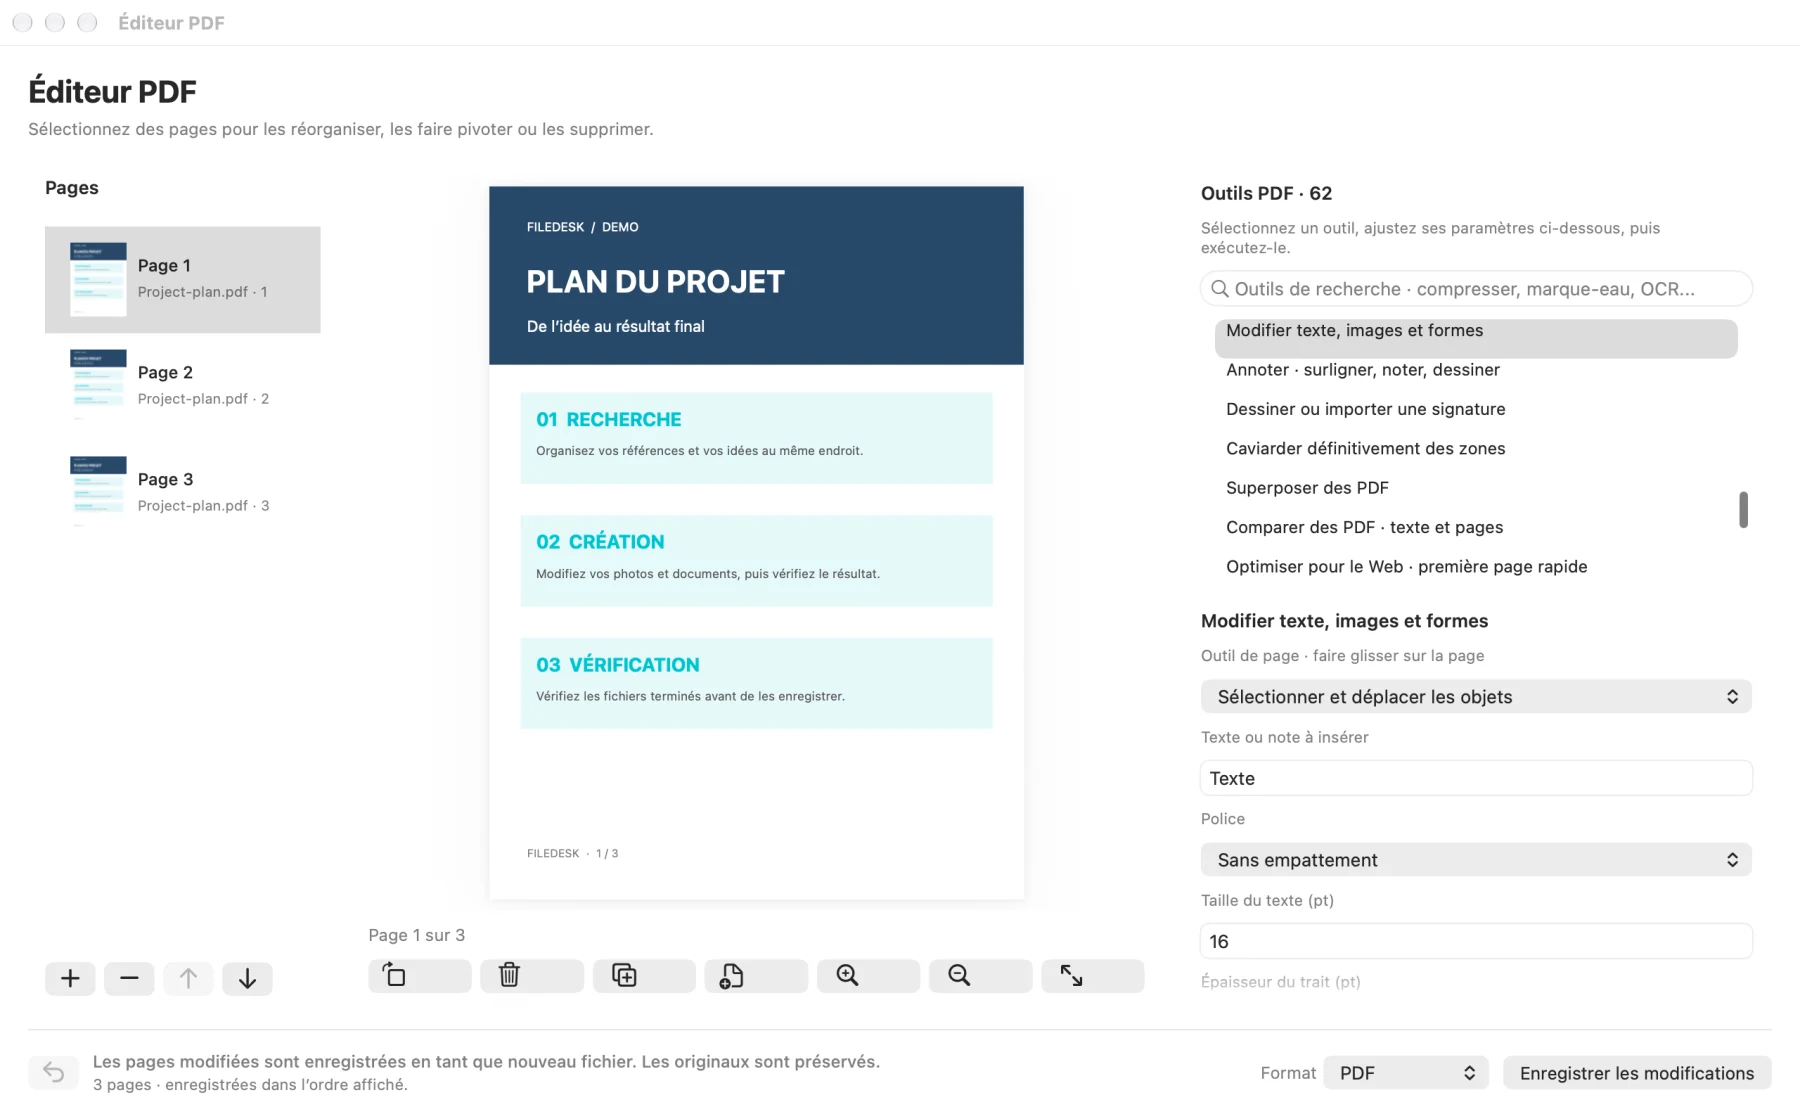 Éditeur PDF
Éditeur PDF
Sélectionnez des pages pour les réorganiser, les faire pivoter ou les supprimer.
Pages
Page 1
Project-plan.pdf · 1
Page 2
Project-plan.pdf · 2
Page 3
Project-plan.pdf · 3
FILEDESK / DEMO
PLAN DU PROJET
De l’idée au résultat final
01 RECHERCHE
Organisez vos références et vos idées au même endroit.
02 CRÉATION
Modifiez vos photos et documents, puis vérifiez le résultat.
03 VÉRIFICATION
Vérifiez les fichiers terminés avant de les enregistrer.
FILEDESK · 1 / 3
Page 1 sur 3
Outils PDF · 62
Sélectionnez un outil, ajustez ses paramètres ci-dessous, puis
exécutez-le.
Outils de recherche · compresser, marque-eau, OCR...
Modifier texte, images et formes
Annoter · surligner, noter, dessiner
Dessiner ou importer une signature
Caviarder définitivement des zones
Superposer des PDF
Comparer des PDF · texte et pages
Optimiser pour le Web · première page rapide
Modifier texte, images et formes
Outil de page · faire glisser sur la page
Sélectionner et déplacer les objets
Texte ou note à insérer
Texte
Police
Sans empattement
Taille du texte (pt)
16
Épaisseur du trait (pt)
Les pages modifiées sont enregistrées en tant que nouveau fichier. Les originaux sont préservés.
3 pages · enregistrées dans l’ordre affiché.
Format
PDF
Enregistrer les modifications